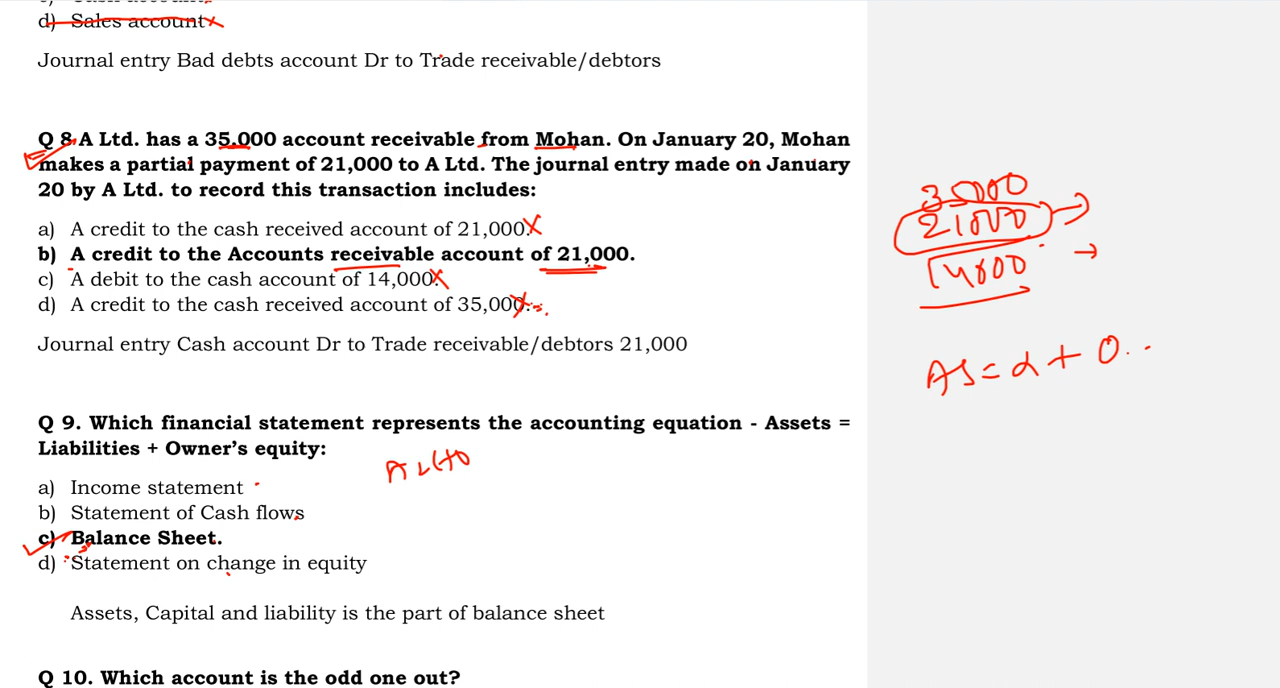 d) Sales account
Journal entry Bad debts account Dr to Trade receivable/debtors
Q 8 A Ltd. has a 35,000 account receivable from Mohan. On January 20, Mohan
makes a partial payment of 21,000 to A Ltd. The journal entry made on January
20 by A Ltd. to record this transaction includes:
a) A credit to the cash received account of 21,000
b) A credit to the Accounts receivable account of 21,000.
c) A debit to the cash account of 14,000
d) A credit to the cash received account of 35,000
Journal entry Cash account Dr to Trade receivable/debtors 21,000
35000
21000
14000
Q 9. Which financial statement represents the accounting equation - Assets =
Liabilities + Owner’s equity:
a) Income statement
b) Statement of Cash flows
c) Balance Sheet.
d) Statement on change in equity
Assets, Capital and liability is the part of balance sheet
Q 10. Which account is the odd one out?